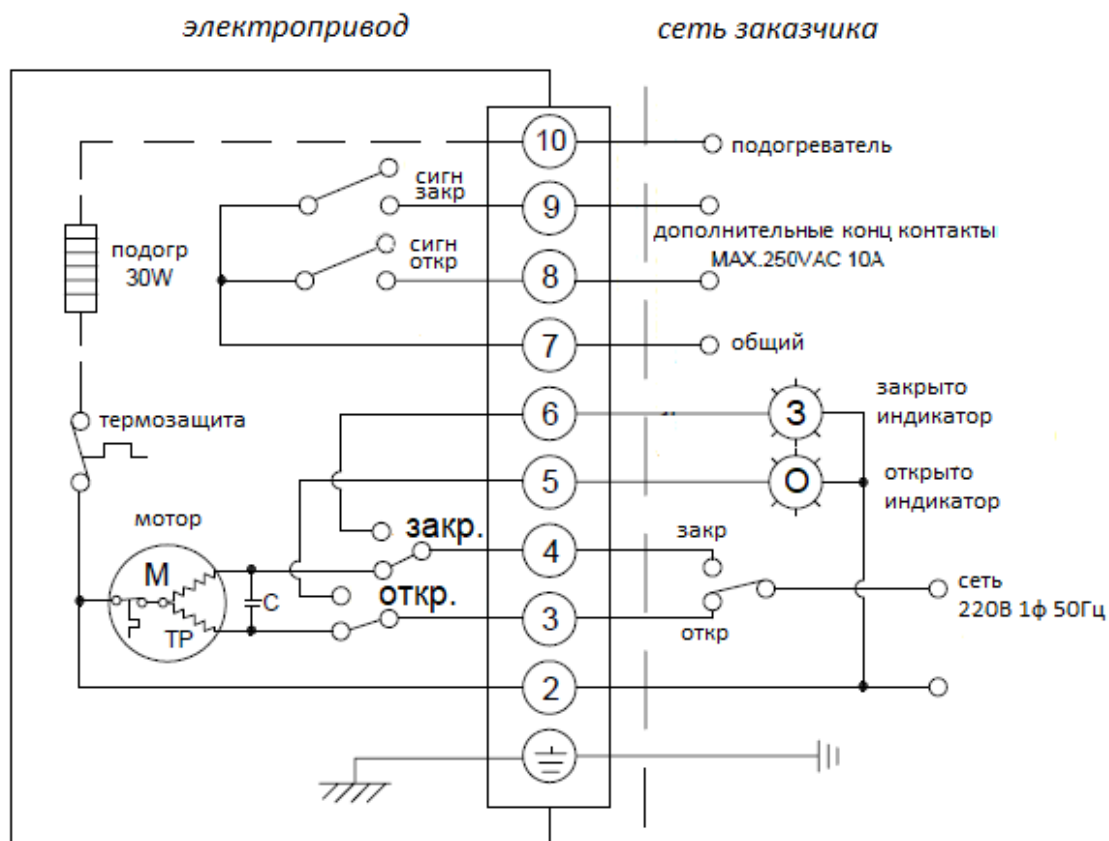 электропривод
сеть заказчика
10
подогреватель
сигн
закр
9
дополнительные конц контакты
MAX.250VAC 10A
подогр
30W
сигн
откр
8
7
общий
термозащита
6
З
закрыто
индикатор
5
О
открыто
индикатор
мотор
M
TP
C
закр.
4
закр
откр.
3
откр
сеть
220В 1ф 50Гц
2